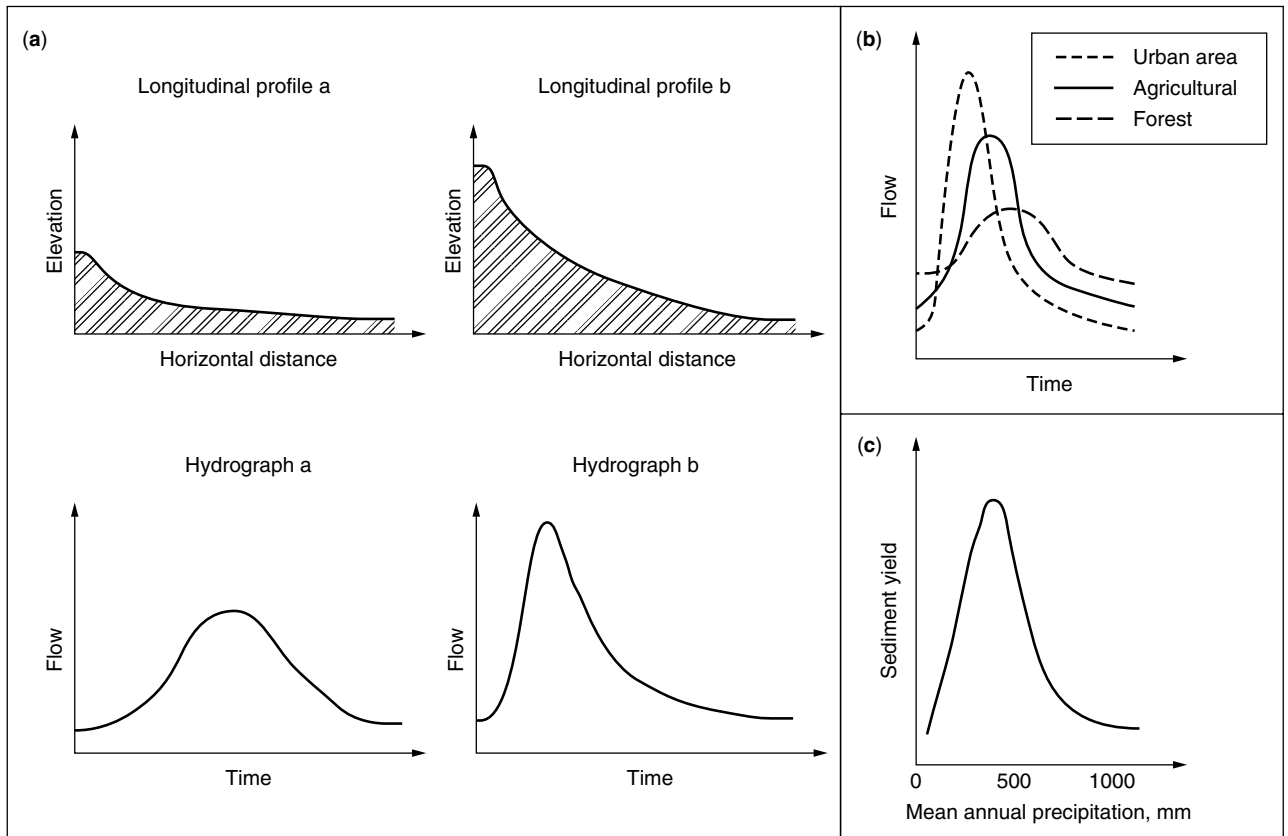 (a)
Longitudinal profile a
Elevation
Horizontal distance
Longitudinal profile b
Elevation
Horizontal distance
Hydrograph a
Flow
Time
Hydrograph b
Flow
Time
(b)
Urban area
Agricultural
Forest
Flow
Time
(c)
Sediment yield
0 500 1000
Mean annual precipitation, mm